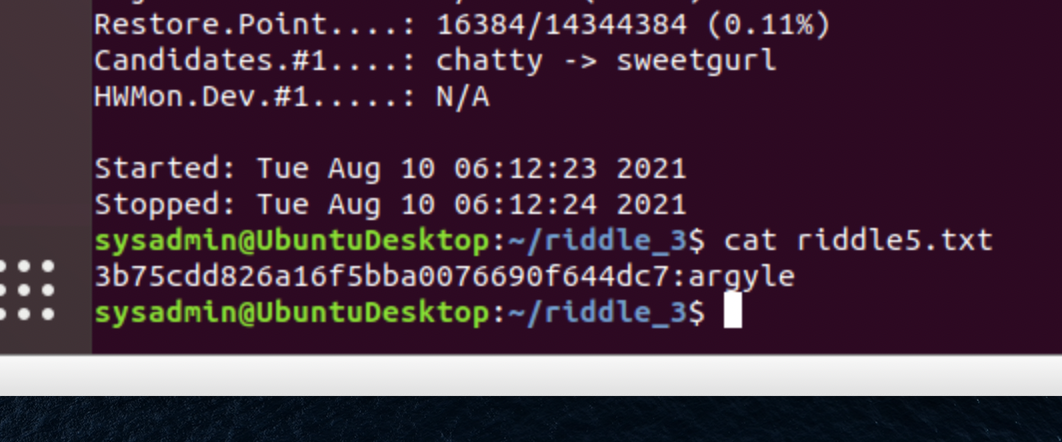 Restore.Point....: 16384/14344384 (0.11%)
Candidates.#1....: chatty -> sweetgurl
HWMon.Dev.#1.....: N/A
Started: Tue Aug 10 06:12:23 2021
Stopped: Tue Aug 10 06:12:24 2021
sysadmin@UbuntuDesktop:~/riddle_3$ cat riddle5.txt
3b75cdd826a16f5bba0076690f644dc7:argyle
sysadmin@UbuntuDesktop:~/riddle_3$